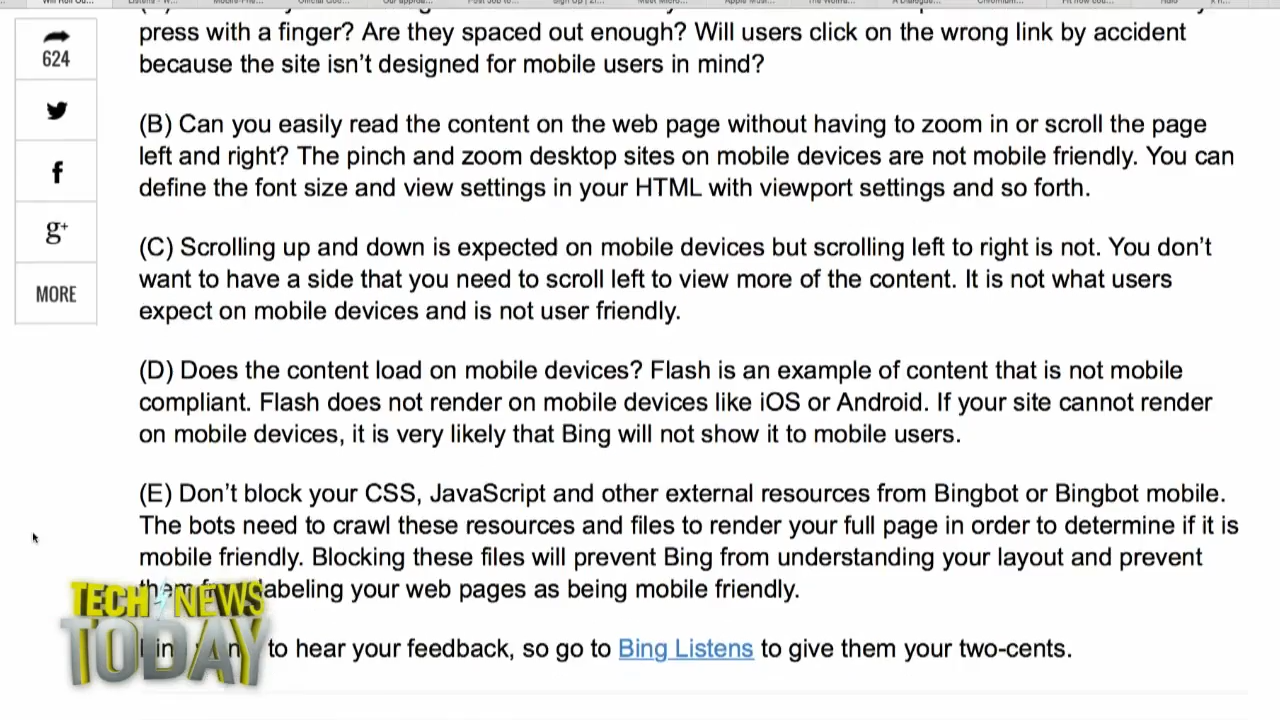 Official Goo...
624
press with a finger? Are they spaced out enough? Will users click on the wrong link by accident
because the site isn’t designed for mobile users in mind?
(B) Can you easily read the content on the web page without having to zoom in or scroll the page
left and right? The pinch and zoom desktop sites on mobile devices are not mobile friendly. You can
define the font size and view settings in your HTML with viewport settings and so forth.
g+
(C) Scrolling up and down is expected on mobile devices but scrolling left to right is not. You don’t
want to have a side that you need to scroll left to view more of the content. It is not what users
expect on mobile devices and is not user friendly.
MORE
(D) Does the content load on mobile devices? Flash is an example of content that is not mobile
compliant. Flash does not render on mobile devices like iOS or Android. If your site cannot render
on mobile devices, it is very likely that Bing will not show it to mobile users.
(E) Don’t block your CSS, JavaScript and other external resources from Bingbot or Bingbot mobile.
The bots need to crawl these resources and files to render your full page in order to determine if it is
mobile friendly. Blocking these files will prevent Bing from understanding your layout and prevent
labeling your web pages as being mobile friendly.
to hear your feedback, so go to Bing Listens to give them your two-cents.
TECH NEWS
TODAY